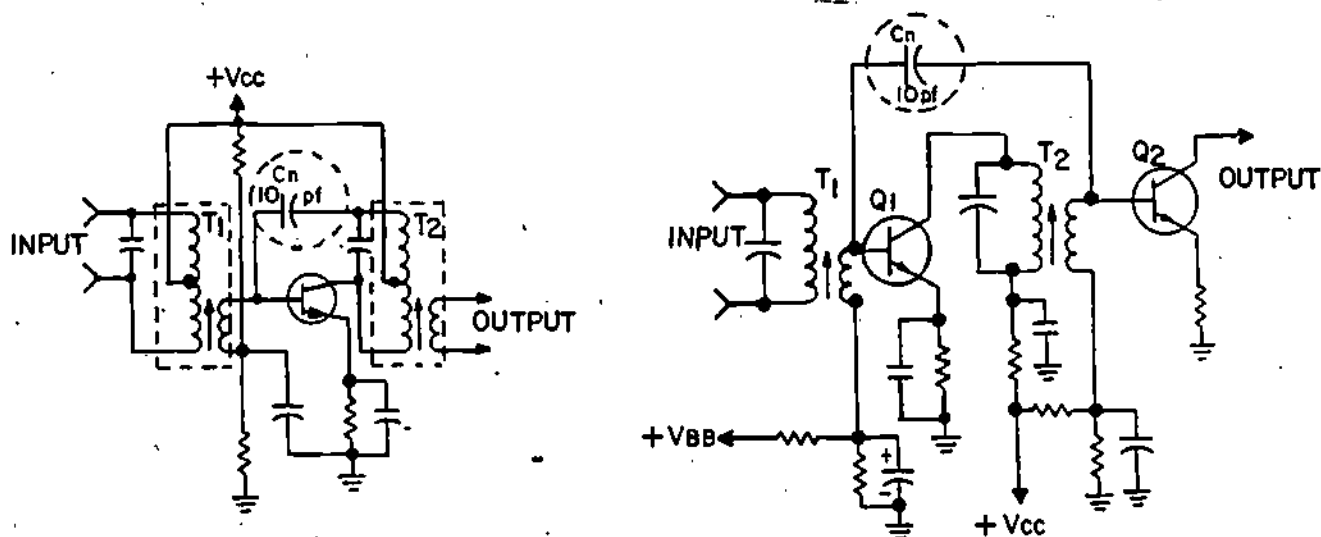 +Vcc
Cn
10 pf
T1
T2
INPUT
OUTPUT
Cn
10pf
T1
Q1
T2
Q2
OUTPUT
INPUT
+
-
+ VBB
+ Vcc